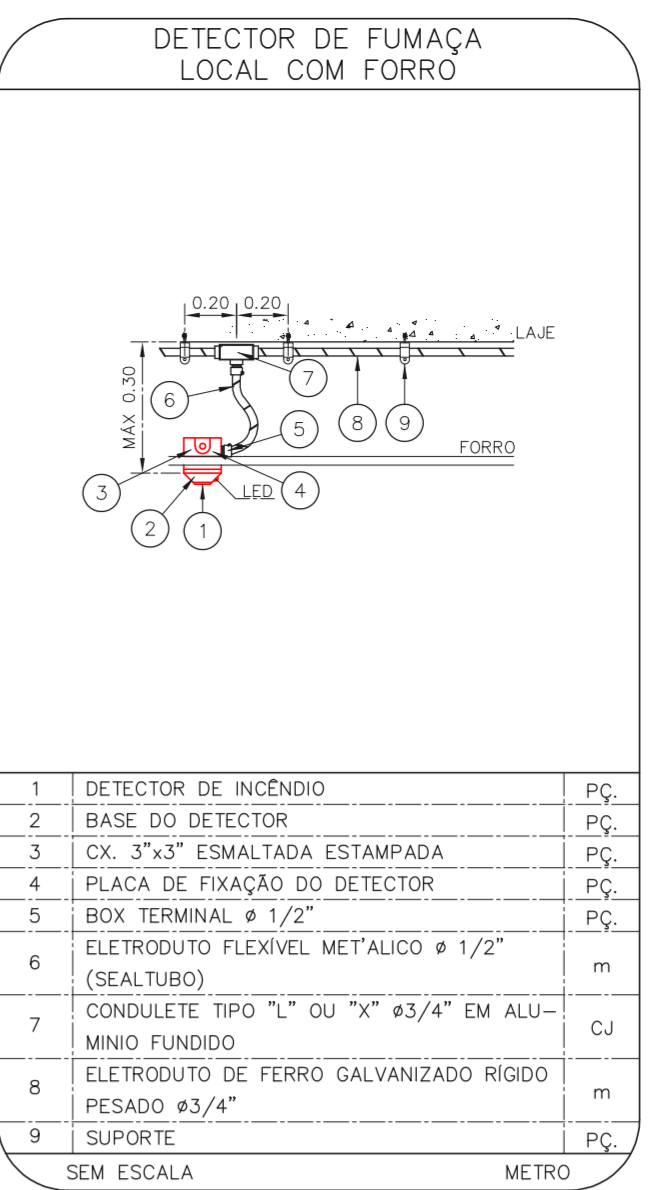 DETECTOR DE FUMAÇA
LOCAL COM FORRO
0.20 0.20
LAJE
MÁX 0.30
7
6
8
9
5
FORRO
3
LED
4
2
1
1 DETECTOR DE INCÊNDIO PÇ.
2 BASE DO DETECTOR PÇ.
3 CX. 3"x3" ESMALTADA ESTAMPADA PÇ.
4 PLACA DE FIXAÇÃO DO DETECTOR PÇ.
5 BOX TERMINAL ø 1/2" PÇ.
6 ELETRODUTO FLEXÍVEL MET'ALICO ø 1/2"
(SEALTUBO) m
7 CONDULETE TIPO "L" OU "X" ø3/4" EM ALU-
MINIO FUNDIDO CJ
8 ELETRODUTO DE FERRO GALVANIZADO RÍGIDO
PESADO ø3/4" m
9 SUPORTE PÇ.
SEM ESCALA METRO